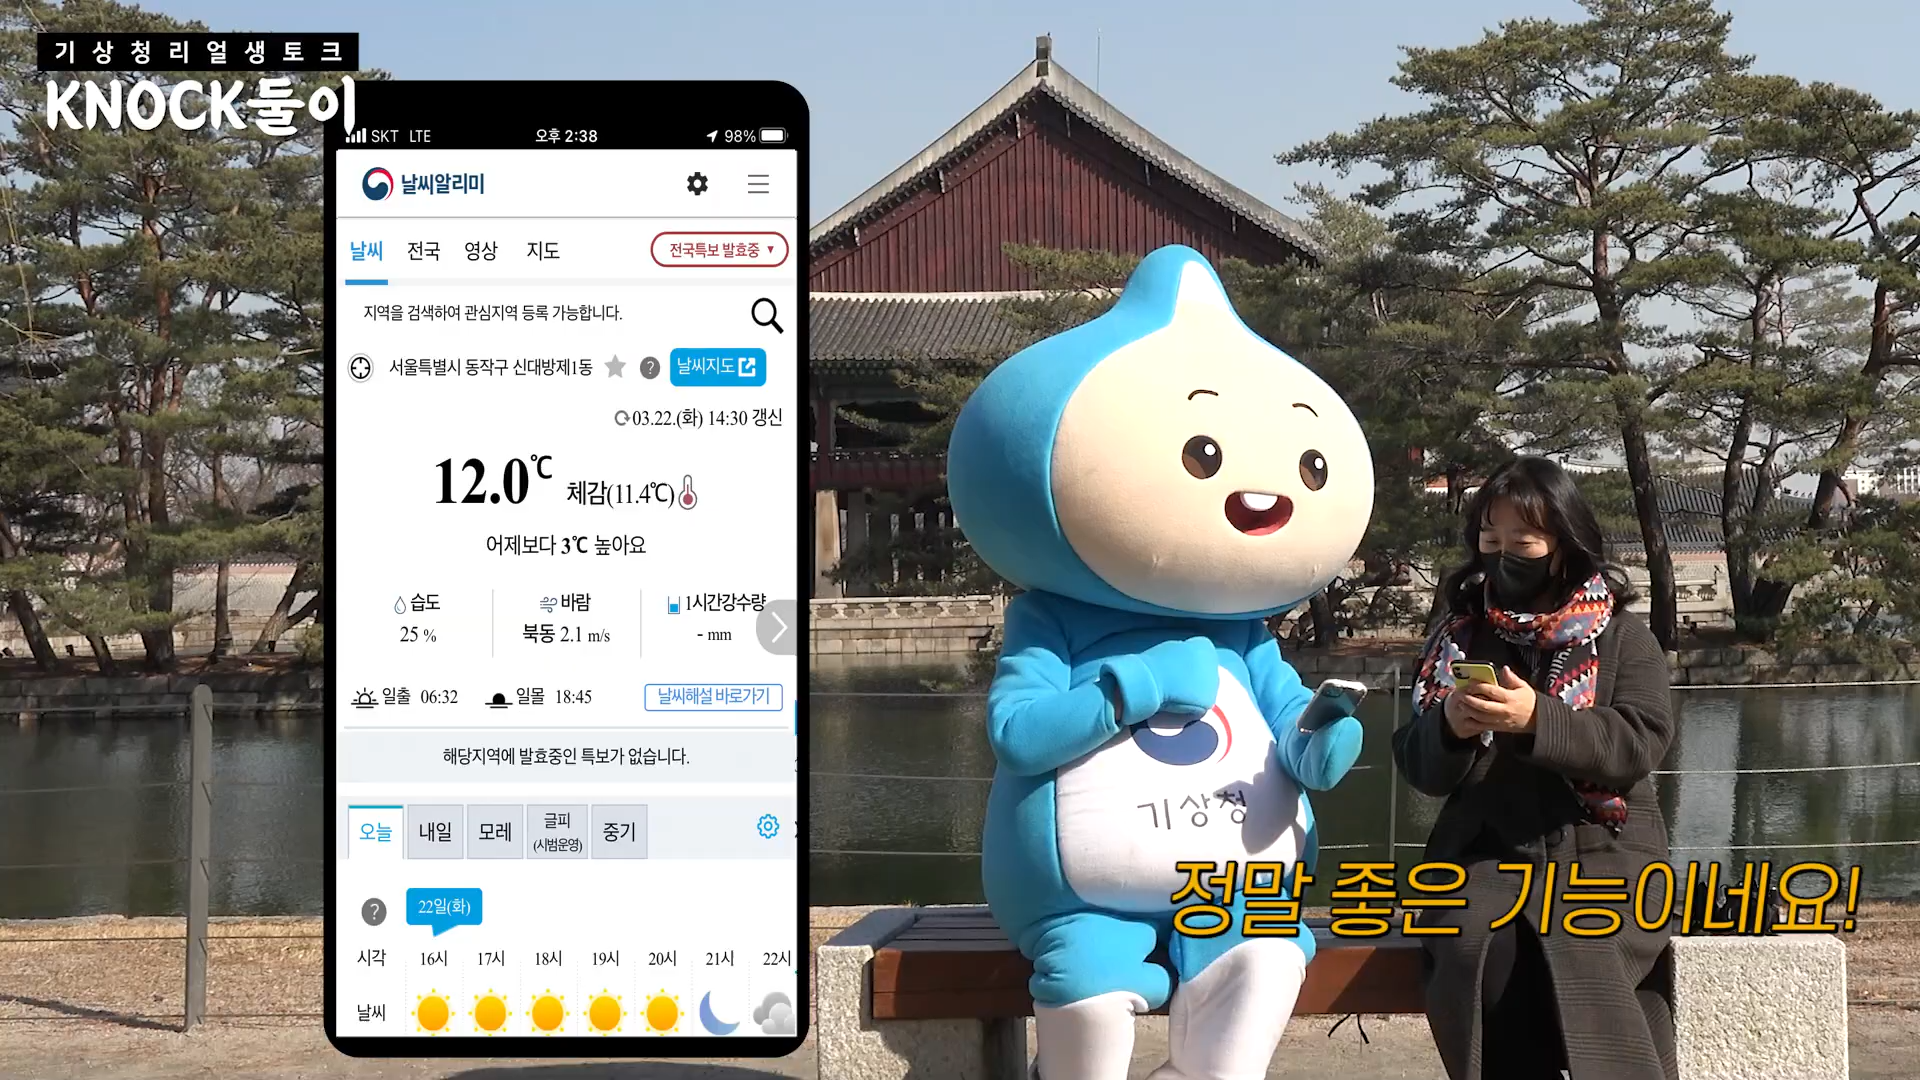 기상청리얼생토크
KNOCK둘이
SKT LTE 오후 2:38 98%
날씨알리미
날씨 전국 영상 지도 전국특보 발효중 ▼
지역을 검색하여 관심지역 등록 가능합니다.
서울특별시 동작구 신대방제1동 ? 날씨지도
03.22.(화) 14:30 갱신
12.0℃ 체감(11.4℃)
어제보다 3℃ 높아요
습도 바람 1시간강수량
25 % 북동 2.1 m/s - mm
일출 06:32 일몰 18:45 날씨해설 바로가기
해당지역에 발효중인 특보가 없습니다.
오늘 내일 모레 글피 (시범운영) 중기
? 22일(화)
시각 16시 17시 18시 19시 20시 21시 22시
날씨
기상청
정말 좋은 기능이네요!